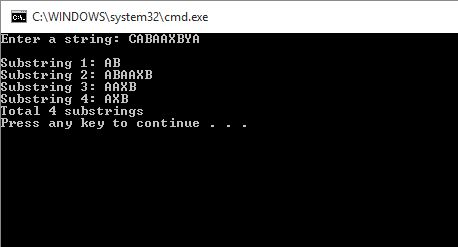 C:\WINDOWS\system32\cmd.exe
Enter a string: CABAAXBYA
Substring 1: AB
Substring 2: ABAAXB
Substring 3: AAXB
Substring 4: AXB
Total 4 substrings
Press any key to continue . . .